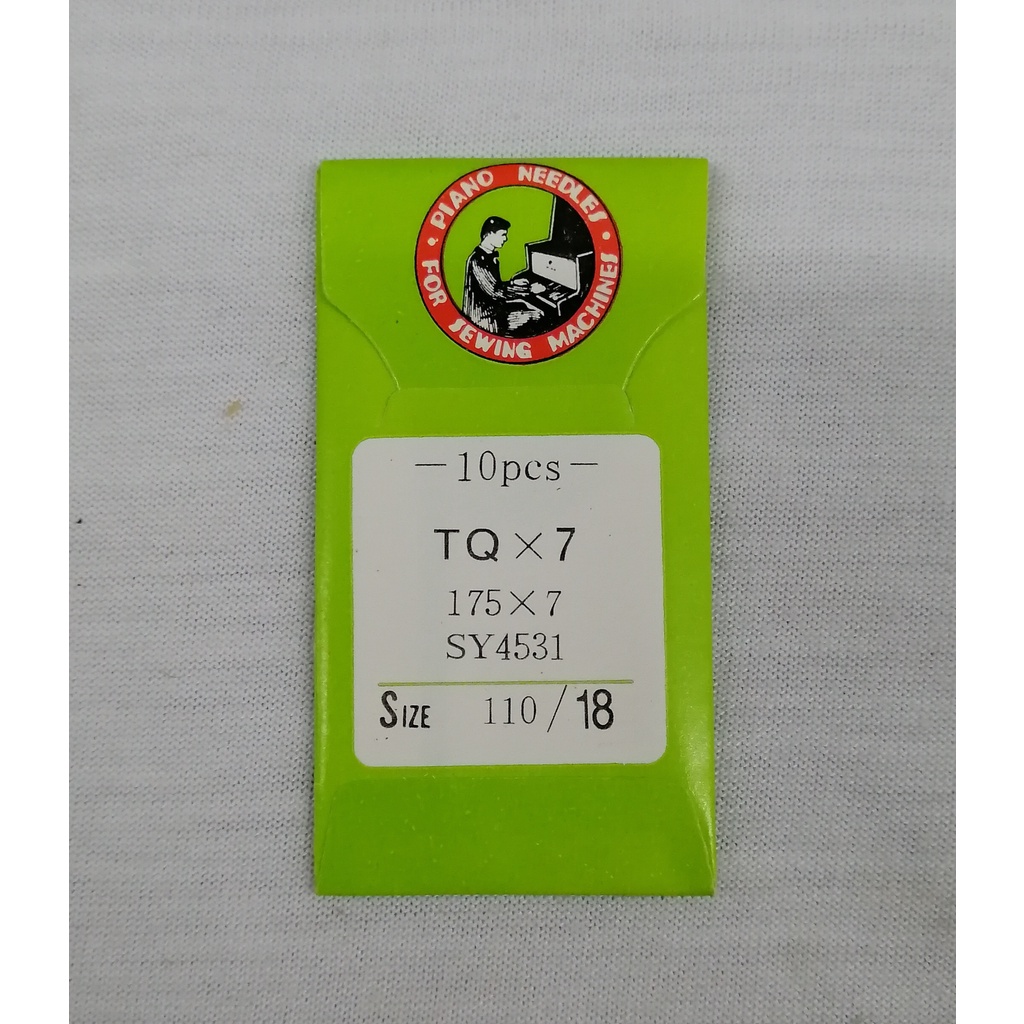 • PIANO NEEDLES •
FOR SEWING MACHINES
—10pcs—
TQ×7
175×7
SY4531
SIZE 110/18